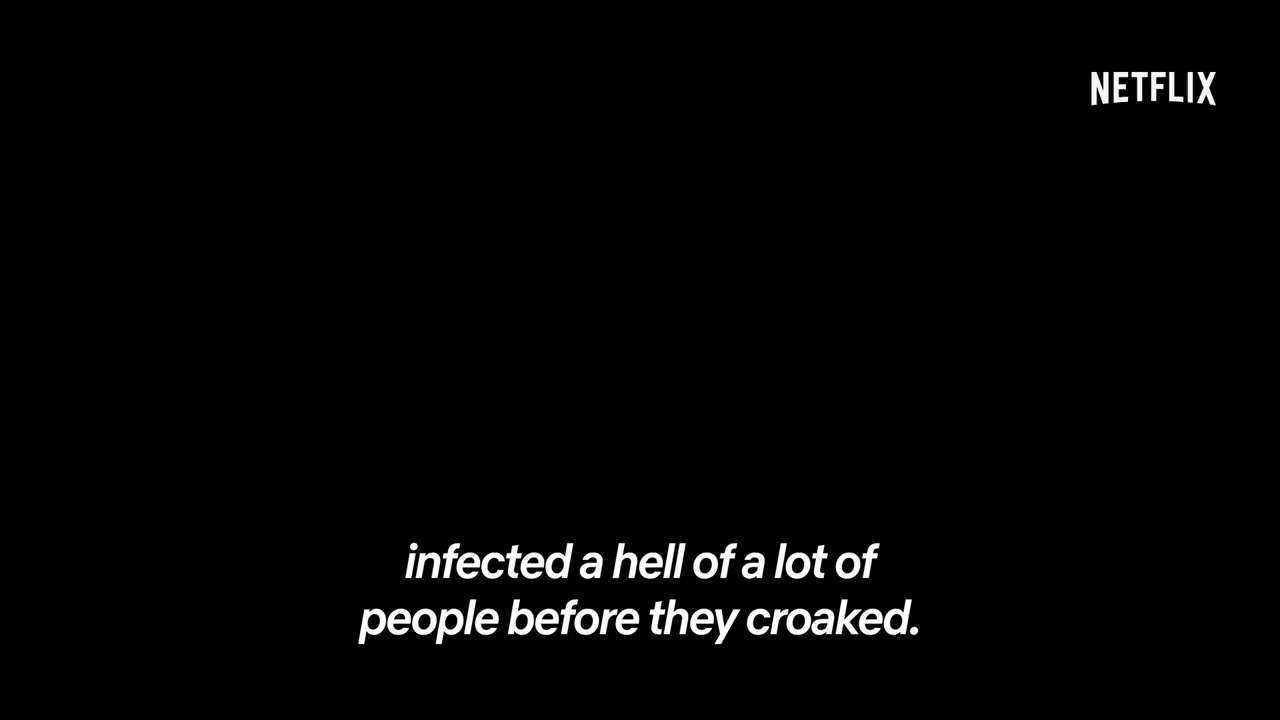 NETFLIX
infected a hell of a lot of
people before they croaked.